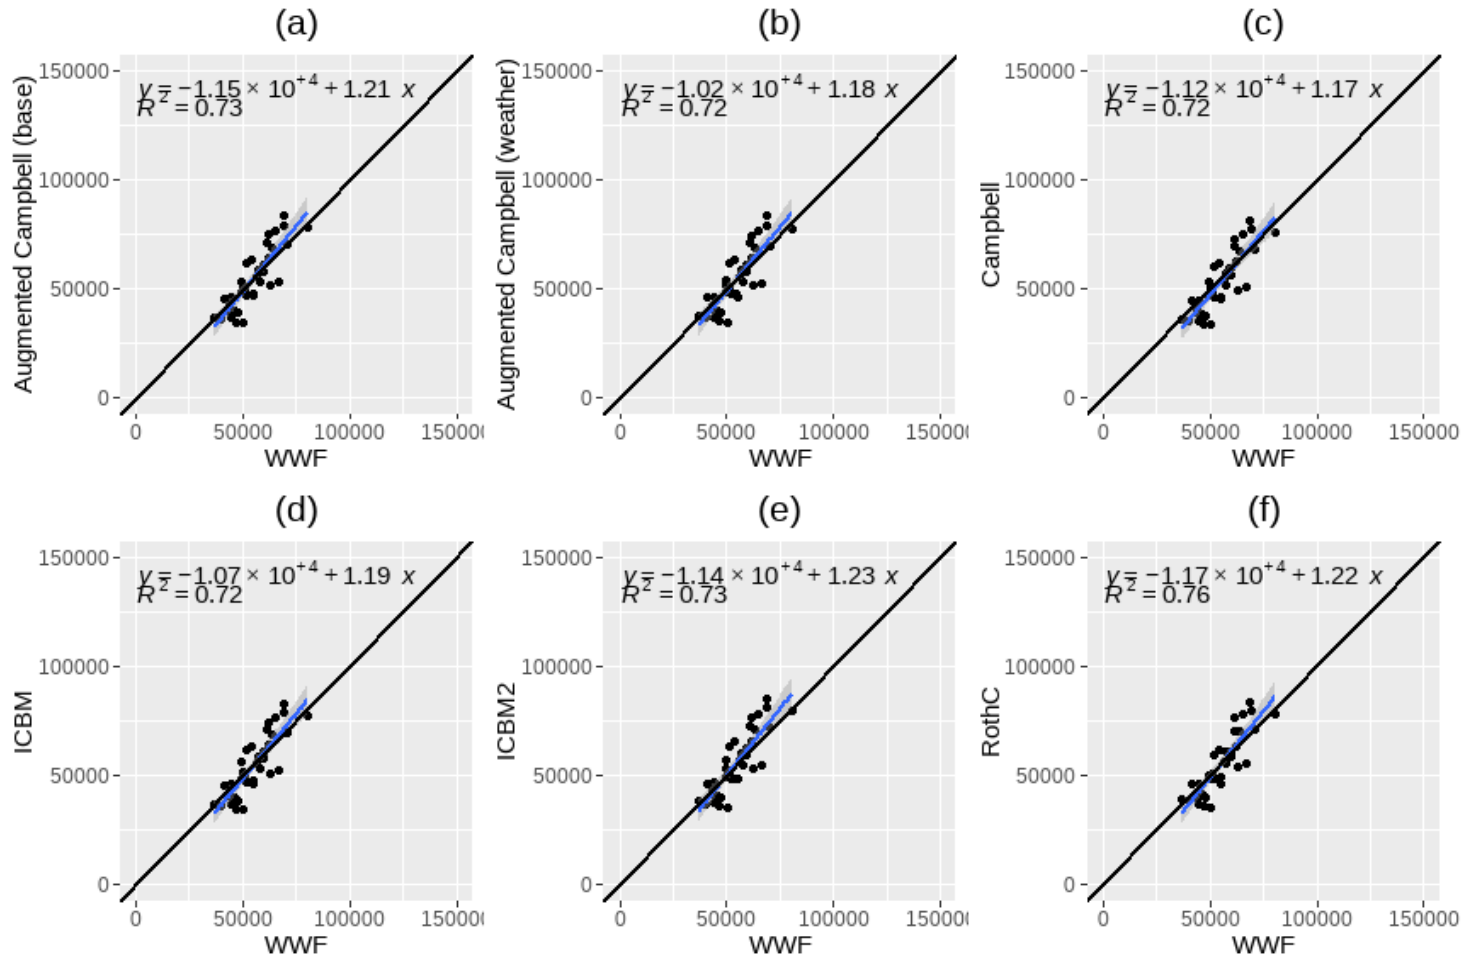 (a)
Augmented Campbell (base)
150000
100000
50000
0
y = −1.15 × 10^{+4} + 1.21 x
R² = 0.73
0 50000 100000 15000
WWF
(b)
Augmented Campbell (weather)
150000
100000
50000
0
y = −1.02 × 10^{+4} + 1.18 x
R² = 0.72
0 50000 100000 15000
WWF
(c)
Campbell
150000
100000
50000
0
y = −1.12 × 10^{+4} + 1.17 x
R² = 0.72
0 50000 100000 150000
WWF
(d)
ICBM
150000
100000
50000
0
y = −1.07 × 10^{+4} + 1.19 x
R² = 0.72
0 50000 100000 15000
WWF
(e)
ICBM2
150000
100000
50000
0
y = −1.14 × 10^{+4} + 1.23 x
R² = 0.73
0 50000 100000 15000
WWF
(f)
RothC
150000
100000
50000
0
y = −1.17 × 10^{+4} + 1.22 x
R² = 0.76
0 50000 100000 150000
WWF